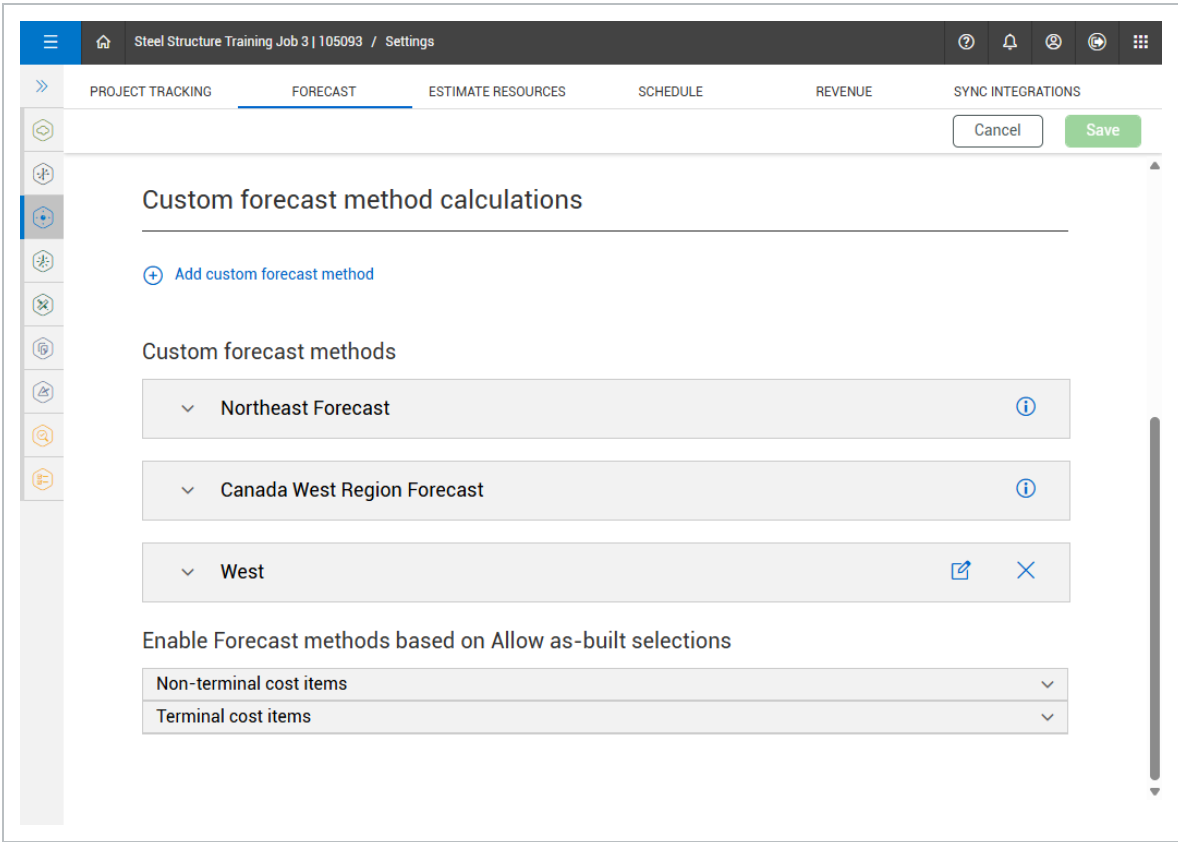 Steel Structure Training Job 3 | 105093 / Settings
PROJECT TRACKING FORECAST ESTIMATE RESOURCES SCHEDULE REVENUE SYNC INTEGRATIONS
Cancel Save
Custom forecast method calculations
Add custom forecast method
Custom forecast methods
Northeast Forecast
Canada West Region Forecast
West
Enable Forecast methods based on Allow as-built selections
Non-terminal cost items
Terminal cost items